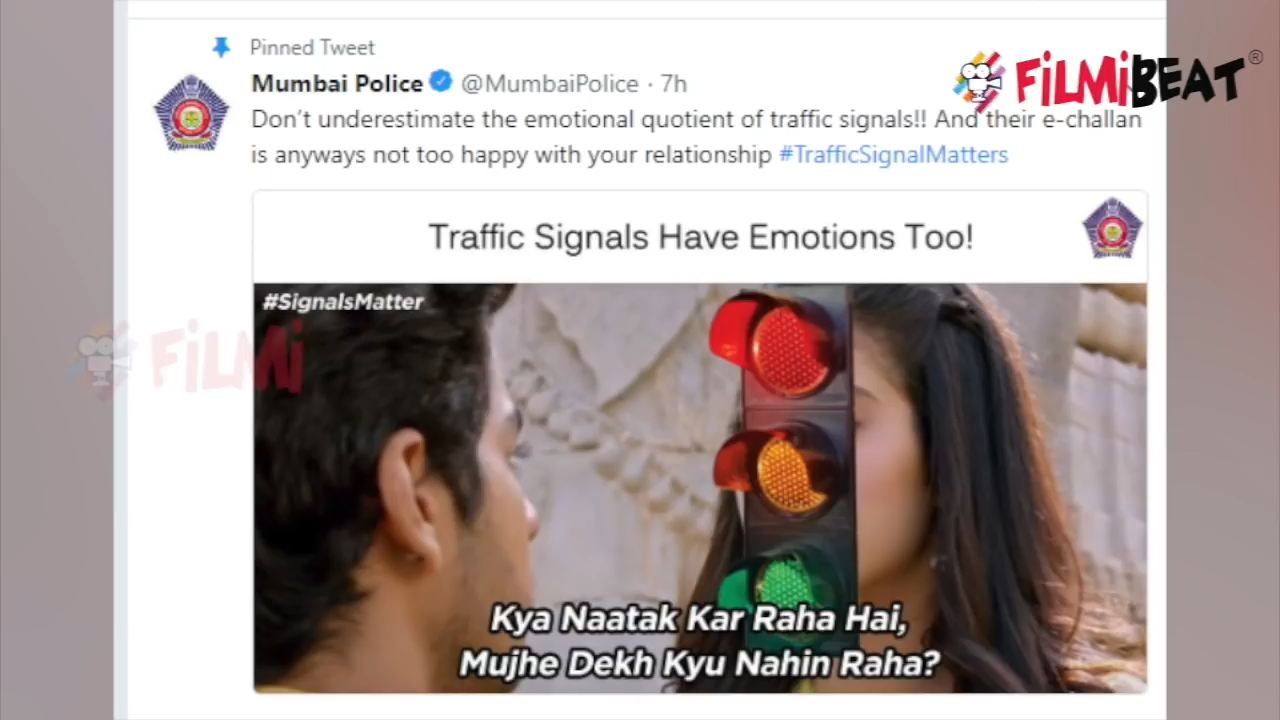 Pinned Tweet
Mumbai Police @MumbaiPolice · 7h
FiLMiBEAT®
Don't underestimate the emotional quotient of traffic signals!! And their e-challan
is anyways not too happy with your relationship #TrafficSignalMatters
Traffic Signals Have Emotions Too!
#SignalsMatter
FiLMi
Kya Naatak Kar Raha Hai,
Mujhe Dekh Kyu Nahin Raha?